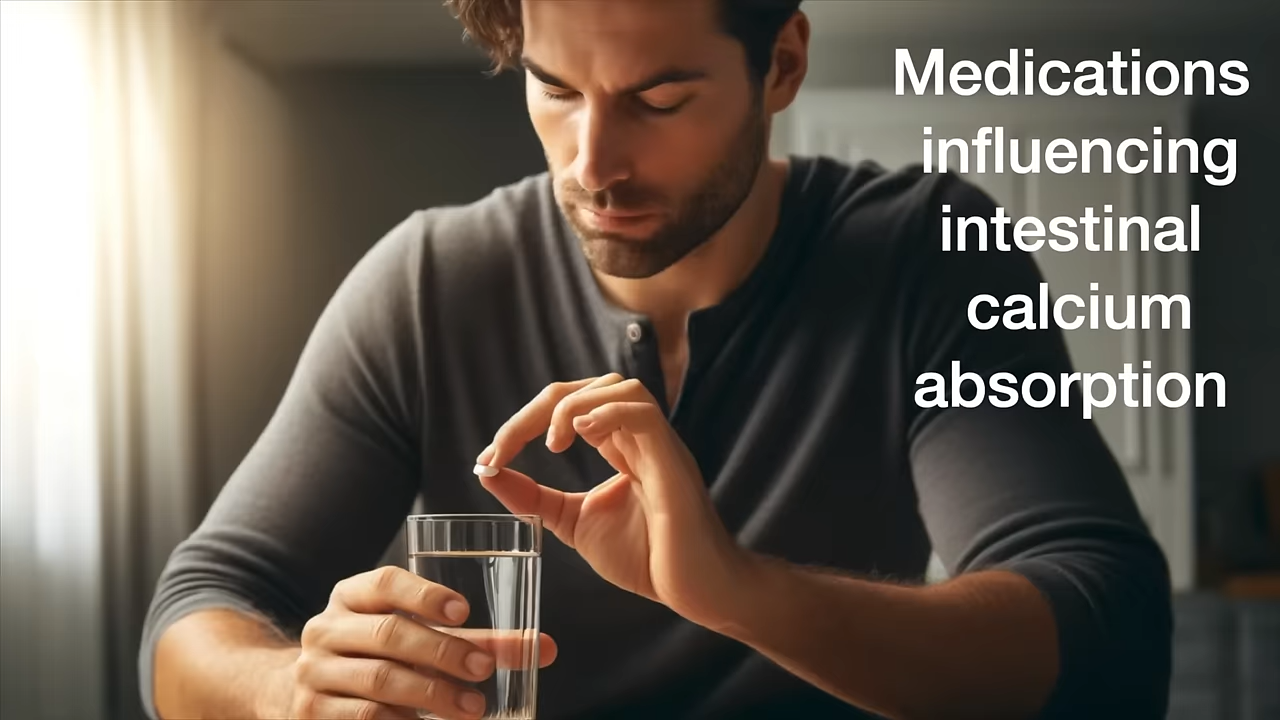 Medications
influencing
intestinal
calcium
absorption